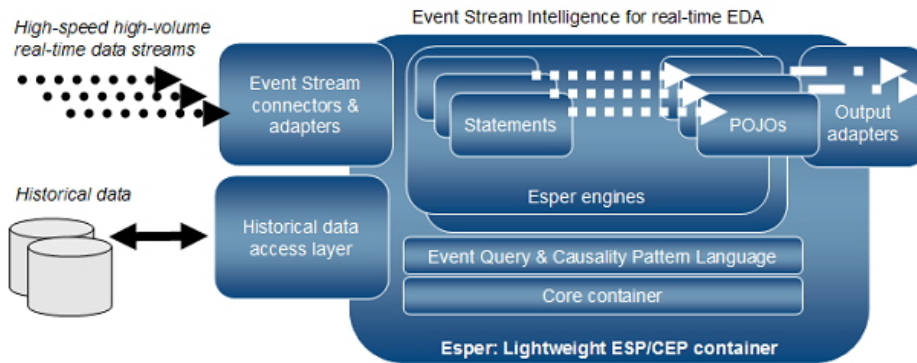 Event Stream Intelligence for real-time EDA
High-speed high-volume
real-time data streams
Event Stream
connectors &
adapters
Statements
POJOs
Output
adapters
Esper engines
Historical data
Historical data
access layer
Event Query & Causality Pattern Language
Core container
Esper: Lightweight ESP/CEP container